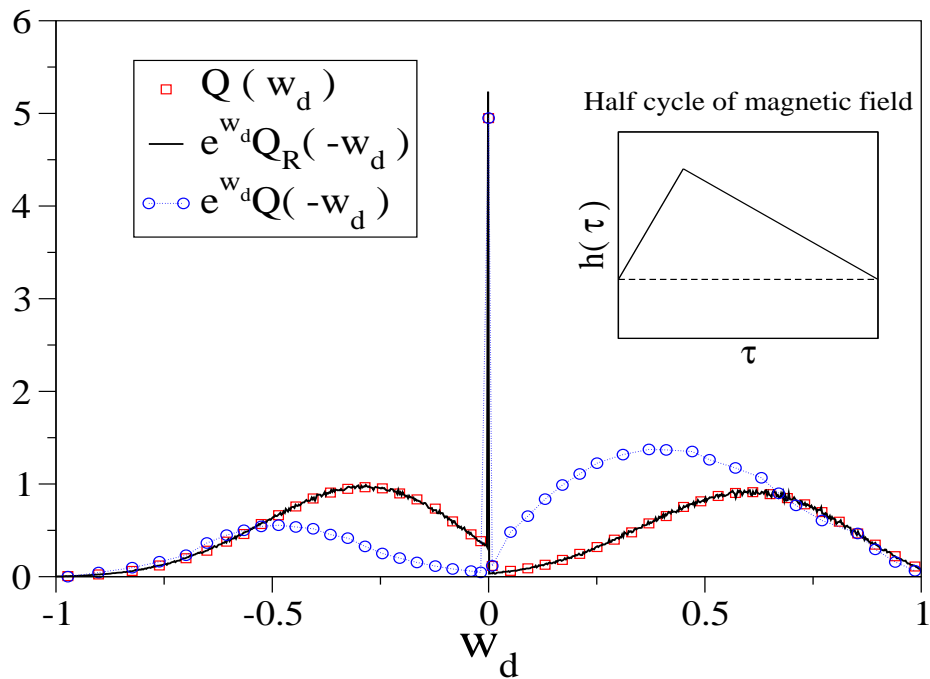 6
5
4
3
2
1
0
-1
-0.5
0
0.5
1
w_d
Q ( w_d )
e^{w_d}Q_R( -w_d )
e^{w_d}Q( -w_d )
Half cycle of magnetic field
h( τ )
τ